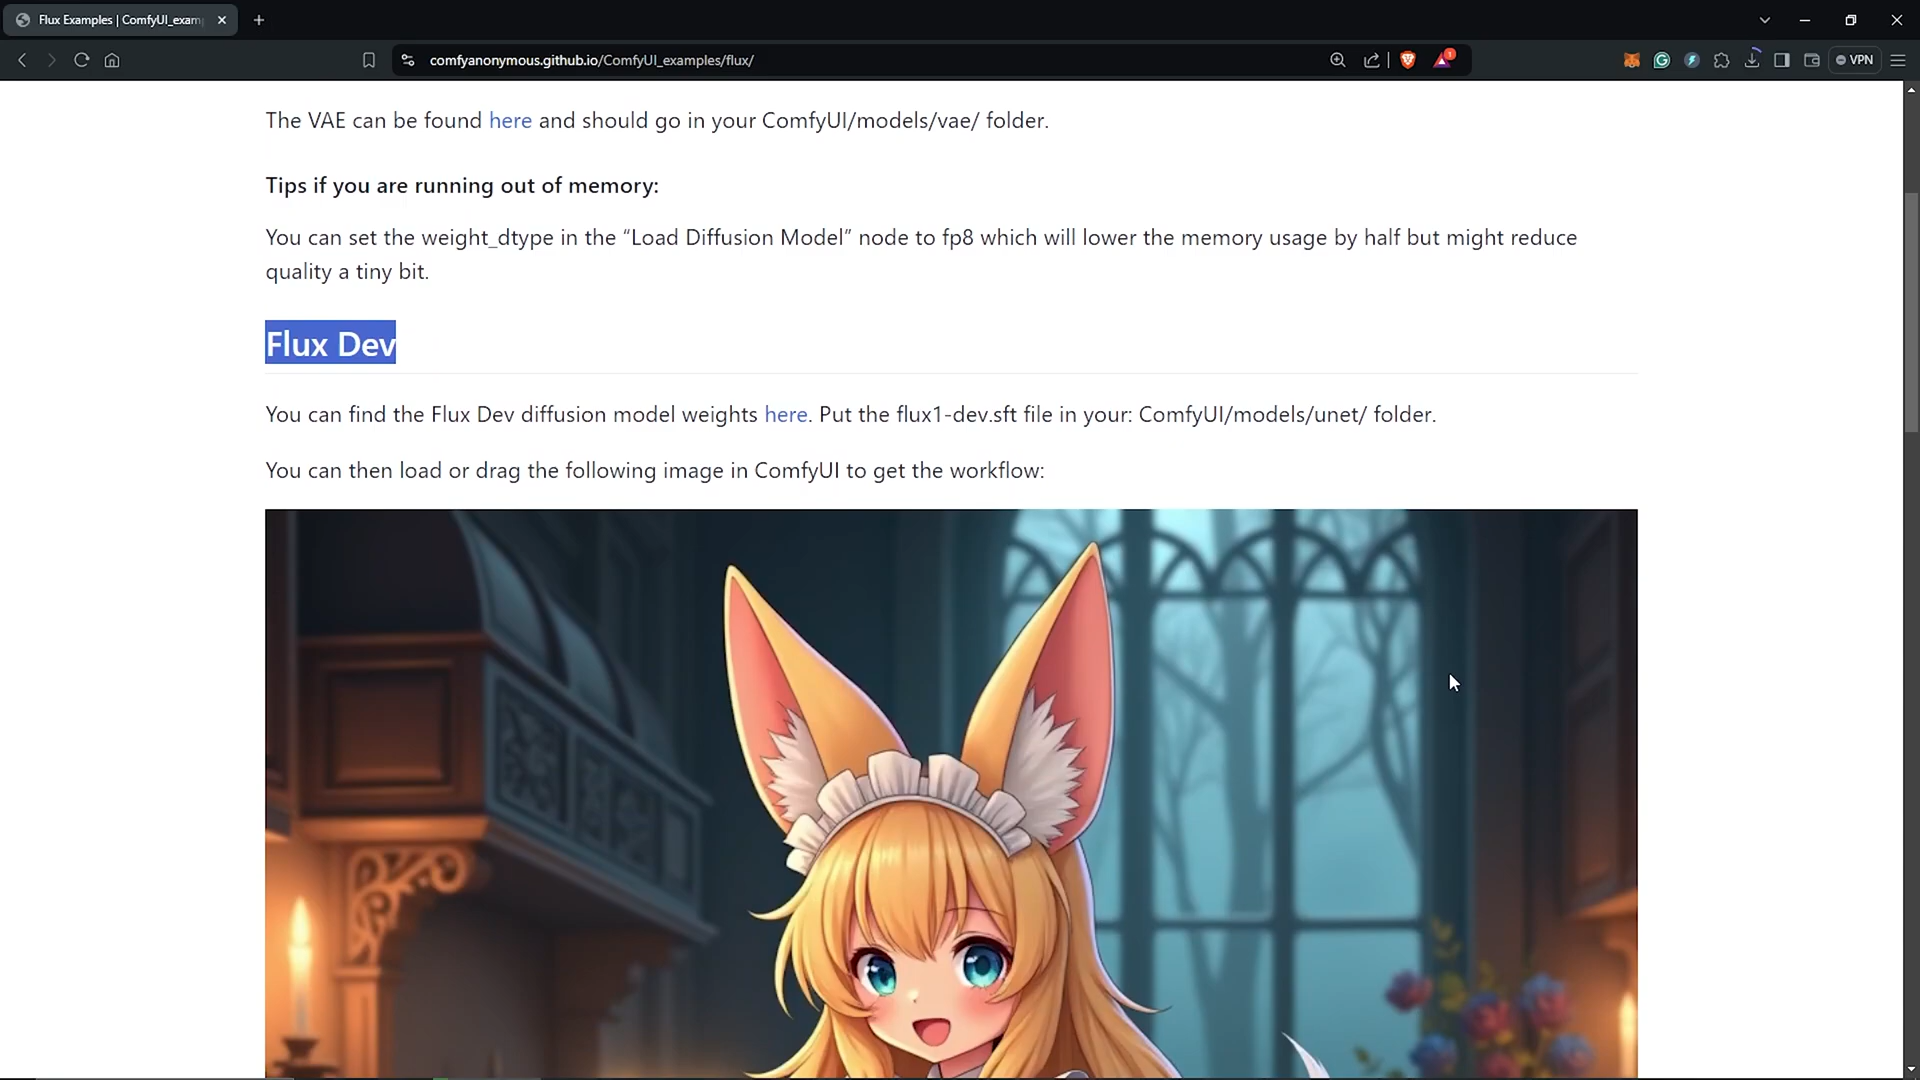 Flux Examples | ComfyUI_exam
comfyanonymous.github.io/ComfyUI_examples/flux/
1
VPN
The VAE can be found here and should go in your ComfyUI/models/vae/ folder.
Tips if you are running out of memory:
You can set the weight_dtype in the “Load Diffusion Model” node to fp8 which will lower the memory usage by half but might reduce
quality a tiny bit.
Flux Dev
You can find the Flux Dev diffusion model weights here. Put the flux1-dev.sft file in your: ComfyUI/models/unet/ folder.
You can then load or drag the following image in ComfyUI to get the workflow: